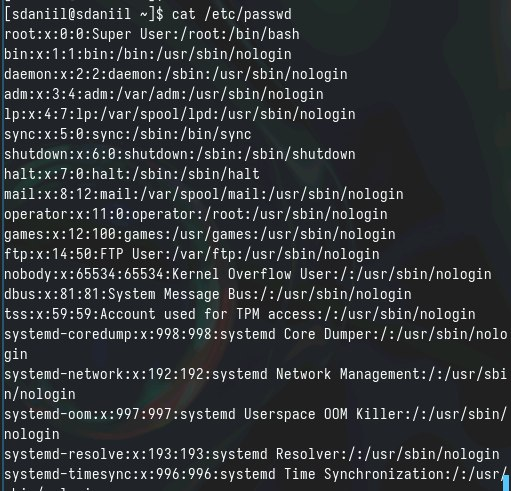 [sdaniil@sdaniil ~]$ cat /etc/passwd
root:x:0:0:Super User:/root:/bin/bash
bin:x:1:1:bin:/bin:/usr/sbin/nologin
daemon:x:2:2:daemon:/sbin:/usr/sbin/nologin
adm:x:3:4:adm:/var/adm:/usr/sbin/nologin
lp:x:4:7:lp:/var/spool/lpd:/usr/sbin/nologin
sync:x:5:0:sync:/sbin:/bin/sync
shutdown:x:6:0:shutdown:/sbin:/sbin/shutdown
halt:x:7:0:halt:/sbin:/sbin/halt
mail:x:8:12:mail:/var/spool/mail:/usr/sbin/nologin
operator:x:11:0:operator:/root:/usr/sbin/nologin
games:x:12:100:games:/usr/games:/usr/sbin/nologin
ftp:x:14:50:FTP User:/var/ftp:/usr/sbin/nologin
nobody:x:65534:65534:Kernel Overflow User:/:/usr/sbin/nologin
dbus:x:81:81:System Message Bus:/:/usr/sbin/nologin
tss:x:59:59:Account used for TPM access:/:/usr/sbin/nologin
systemd-coredump:x:998:998:systemd Core Dumper:/:/usr/sbin/nolo
gin
systemd-network:x:192:192:systemd Network Management:/:/usr/sbi
n/nologin
systemd-oom:x:997:997:systemd Userspace OOM Killer:/:/usr/sbin/
nologin
systemd-resolve:x:193:193:systemd Resolver:/:/usr/sbin/nologin
systemd-timesync:x:996:996:systemd Time Synchronization:/:/usr/